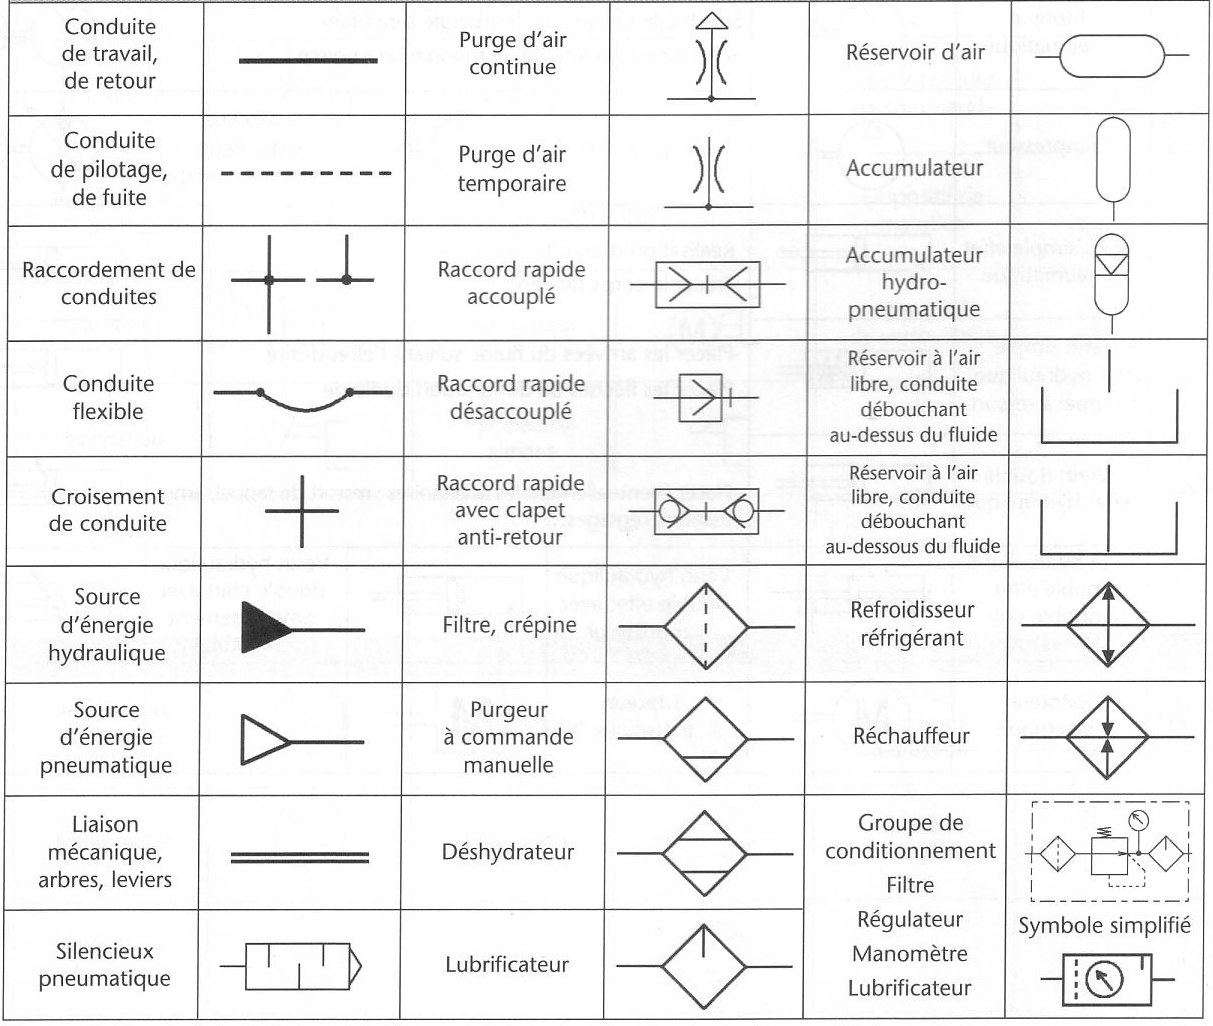 Conduite
de travail,
de retour
Purge d'air
continue
Réservoir d'air
Conduite
de pilotage,
de fuite
Purge d'air
temporaire
Accumulateur
Raccordement de
conduites
Raccord rapide
accouplé
Accumulateur
hydro-
pneumatique
Conduite
flexible
Raccord rapide
désaccouplé
Réservoir à l'air
libre, conduite
débouchant
au-dessus du fluide
Croisement
de conduite
Raccord rapide
avec clapet
anti-retour
Réservoir à l'air
libre, conduite
débouchant
au-dessous du fluide
Source
d'énergie
hydraulique
Filtre, crépine
Refroidisseur
réfrigérant
Source
d'énergie
pneumatique
Purgeur
à commande
manuelle
Réchauffeur
Liaison
mécanique,
arbres, leviers
Déshydrateur
Groupe de
conditionnement
Filtre
Régulateur
Manomètre
Lubrificateur
Symbole simplifié
Silencieux
pneumatique
Lubrificateur